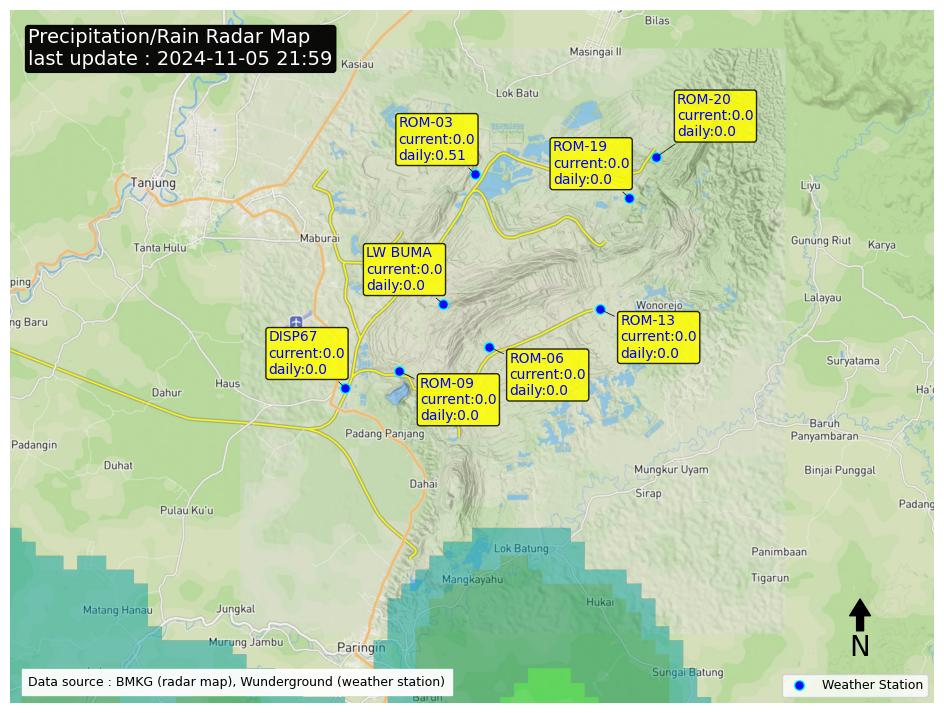 Precipitation/Rain Radar Map
last update : 2024-11-05 21:59
Bilas
Masingai II
Kasiau
Lok Batu
ROM-20
current:0.0
daily:0.0
ROM-03
current:0.0
daily:0.51
ROM-19
current:0.0
daily:0.0
Tanjung
Liyu
Maburai
Tanta Hulu
Gunung Riut
Karya
LW BUMA
current:0.0
daily:0.0
ping
Lalayau
Wonorejo
ng Baru
ROM-13
current:0.0
daily:0.0
DISP67
current:0.0
daily:0.0
ROM-06
current:0.0
daily:0.0
Suryatama
Haus
Dahur
ROM-09
current:0.0
daily:0.0
Ha'o
Baruh
Panyambaran
Padang Panjang
Padangin
Duhat
Mungkur Uyam
Binjai Punggal
Dahai
Sirap
Pulau Ku'u
Padang
Lok Batung
Panimbaan
Mangkayahu
Tigarun
Matang Hanau
Jungkal
Hukai
Murung Jambu
Paringin
N
Sungai Batung
Data source : BMKG (radar map), Wunderground (weather station)
Weather Station
Baruh